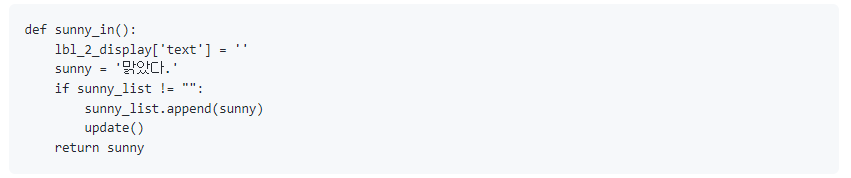 def sunny_in():
    lbl_2_display['text'] = ''
    sunny = '맑았다.'
    if sunny_list != "":
        sunny_list.append(sunny)
        update()
    return sunny